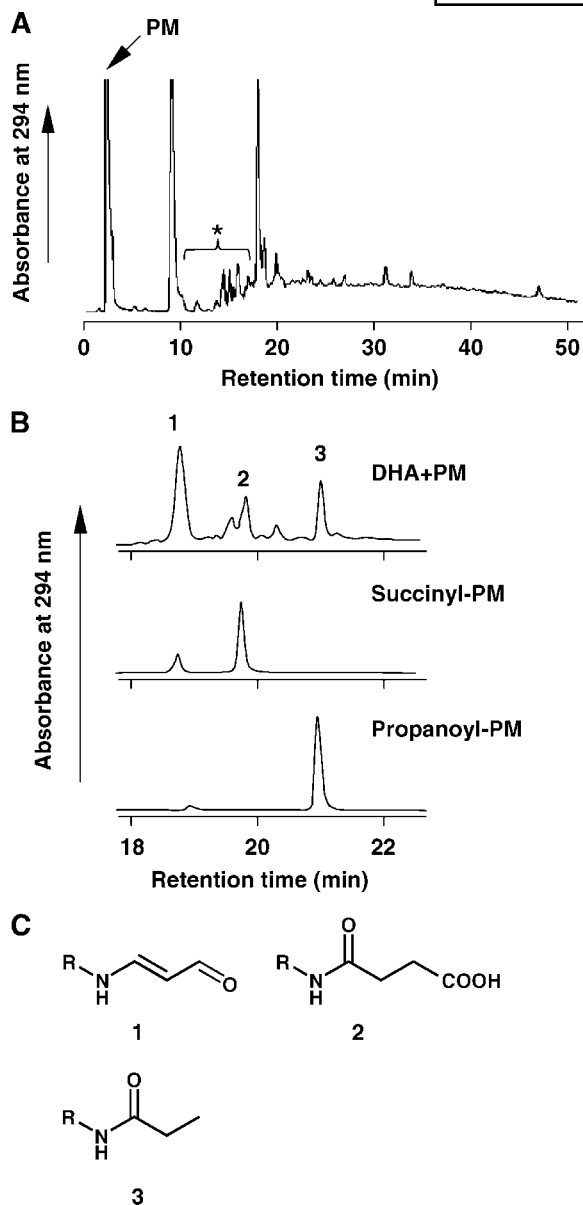 A
PM
Absorbance at 294 nm
*
0 10 20 30 40 50
Retention time (min)
B
1
2
3
DHA+PM
Succinyl-PM
Propanoyl-PM
Absorbance at 294 nm
18 20 22
Retention time (min)
C
R
N
H
O
1
O
R
N
H
COOH
2
O
R
N
H
3